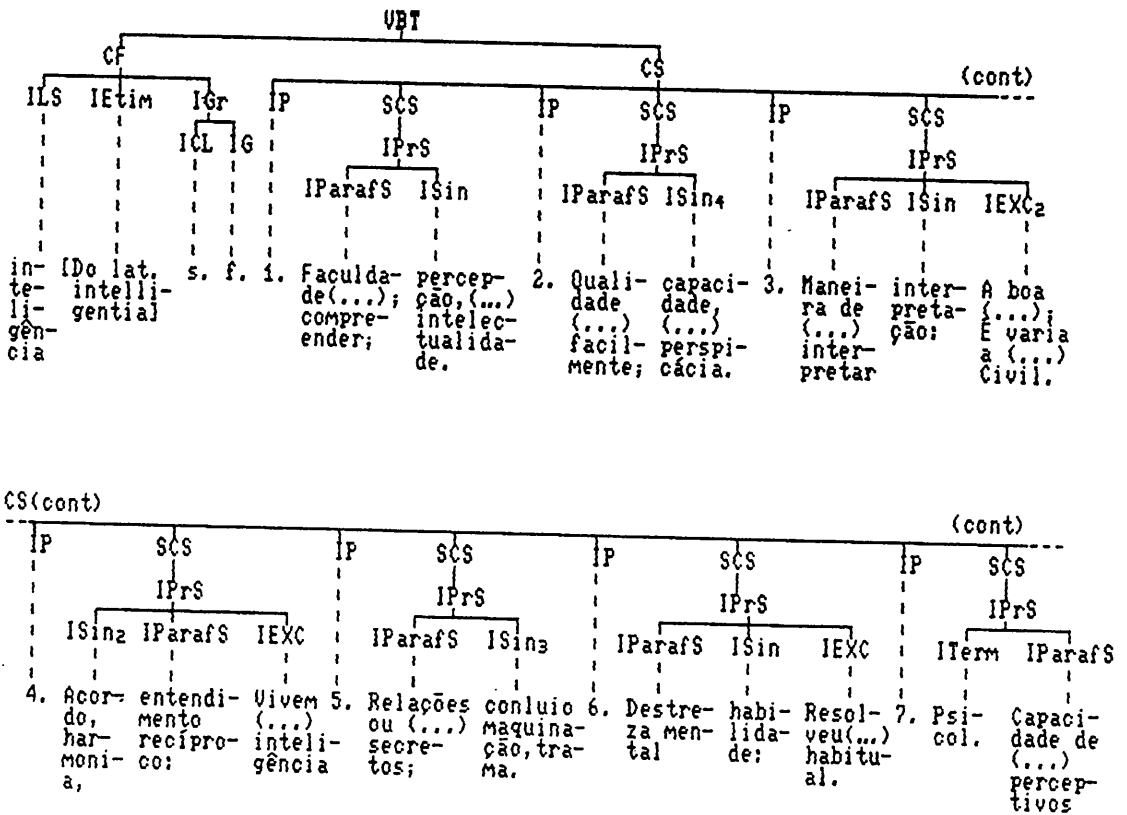 VBT
CF CS (cont)
ILS IEtim IGr IP SCS IP SCS IP SCS
ICL IG IPrS IPrS IPrS
IParafS ISin IParafS ISin4 IParafS ISin IEXC2
in- [Do lat. s. f. 1. Faculda- percep- 2. Quali- capaci- 3. Manei- inter- A boa
te- intelli- de(...); ção,(...) dade dade, ra de preta- (...);
li- gentia] compre- intelec- (...) (...) (...) ção: É varia
gên- ender; tualida- facil- perspi- inter- a (...)
cia de. mente; cácia. pretar Civil.
CS(cont) (cont)
IP SCS IP SCS IP SCS IP SCS
IPrS IPrS IPrS IPrS
ISin2 IParafS IEXC IParafS ISin3 IParafS ISin IEXC ITerm IParafS
4. Acor- entendi- Vivem 5. Relações conluio 6. Destre- habi- Resol- 7. Psi- Capaci-
do, mento (...) ou (...) maquina- za men- lida- veu(...) col. dade de
har- recípro- inteli- secre- ção,tra- tal de: habitu- (...)
moni- co: gência tos; ma. al. percep-
a, tivos